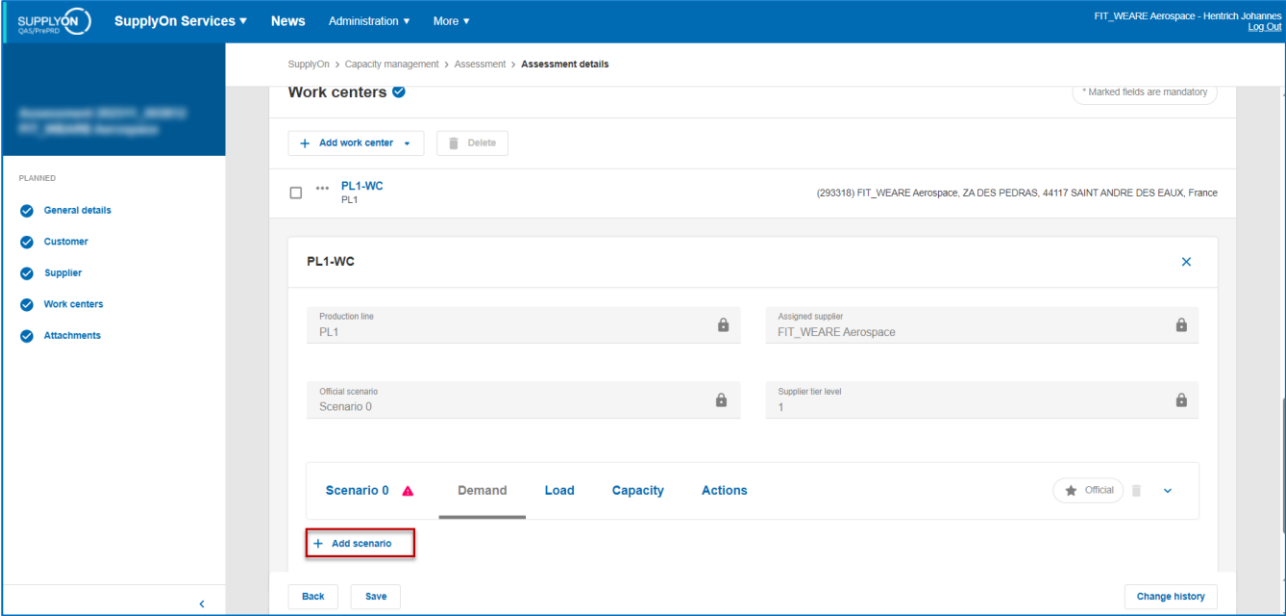 SUPPLYON
QAS/PrePRD
SupplyOn Services ▾ News Administration ▾ More ▾
FIT_WEARE Aerospace - Hentrich Johannes
Log Out
SupplyOn > Capacity management > Assessment > Assessment details
Work centers
* Marked fields are mandatory
+ Add work center
Delete
PLANNED
General details
Customer
Supplier
Work centers
Attachments
PL1-WC
PL1
(293318) FIT_WEARE Aerospace, ZA DES PEDRAS, 44117 SAINT ANDRE DES EAUX, France
PL1-WC
Production line
PL1
Assigned supplier
FIT_WEARE Aerospace
Official scenario
Scenario 0
Supplier tier level
1
Scenario 0 Demand Load Capacity Actions Official
+ Add scenario
Back Save Change history